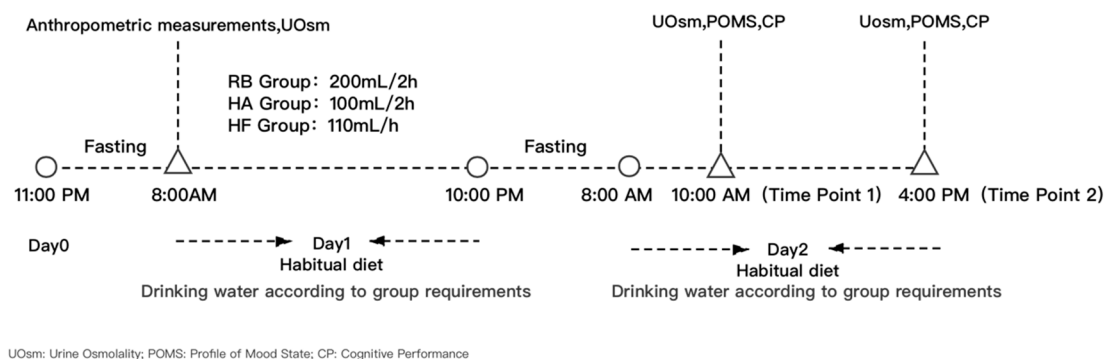 Anthropometric measurements,UOsm
UOsm,POMS,CP
Uosm,POMS,CP
RB Group: 200mL/2h
HA Group: 100mL/2h
HF Group: 110mL/h
Fasting
Fasting
11:00 PM
8:00AM
10:00 PM
8:00 AM
10:00 AM (Time Point 1)
4:00 PM (Time Point 2)
Day0
Day1
Habitual diet
Drinking water according to group requirements
Day2
Habitual diet
Drinking water according to group requirements
UOsm: Urine Osmolality; POMS: Profile of Mood State; CP: Cognitive Performance